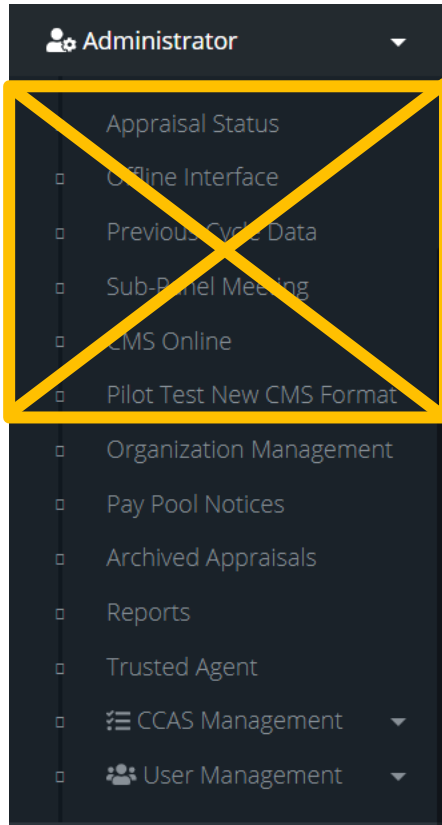 Administrator
Appraisal Status
Offline Interface
Previous Cycle Data
Sub-Panel Meeting
CMS Online
Pilot Test New CMS Format
Organization Management
Pay Pool Notices
Archived Appraisals
Reports
Trusted Agent
CCAS Management
User Management